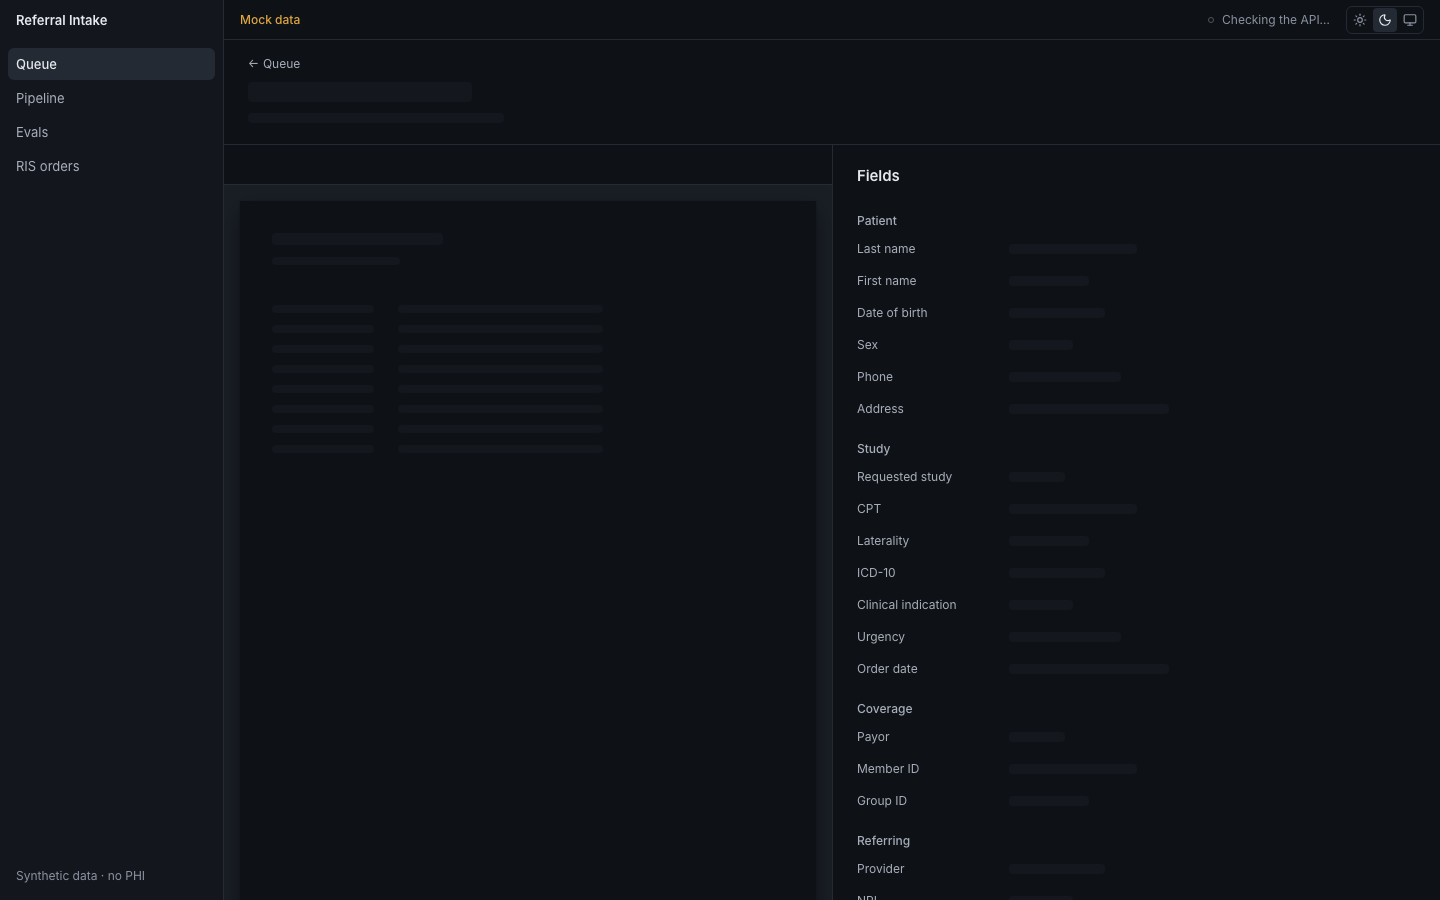 Referral Intake
Queue
Pipeline
Evals
RIS orders
Synthetic data · no PHI
Mock data
Checking the API...
← Queue
Fields
Patient
Last name
First name
Date of birth
Sex
Phone
Address
Study
Requested study
CPT
Laterality
ICD-10
Clinical indication
Urgency
Order date
Coverage
Payor
Member ID
Group ID
Referring
Provider
NPI